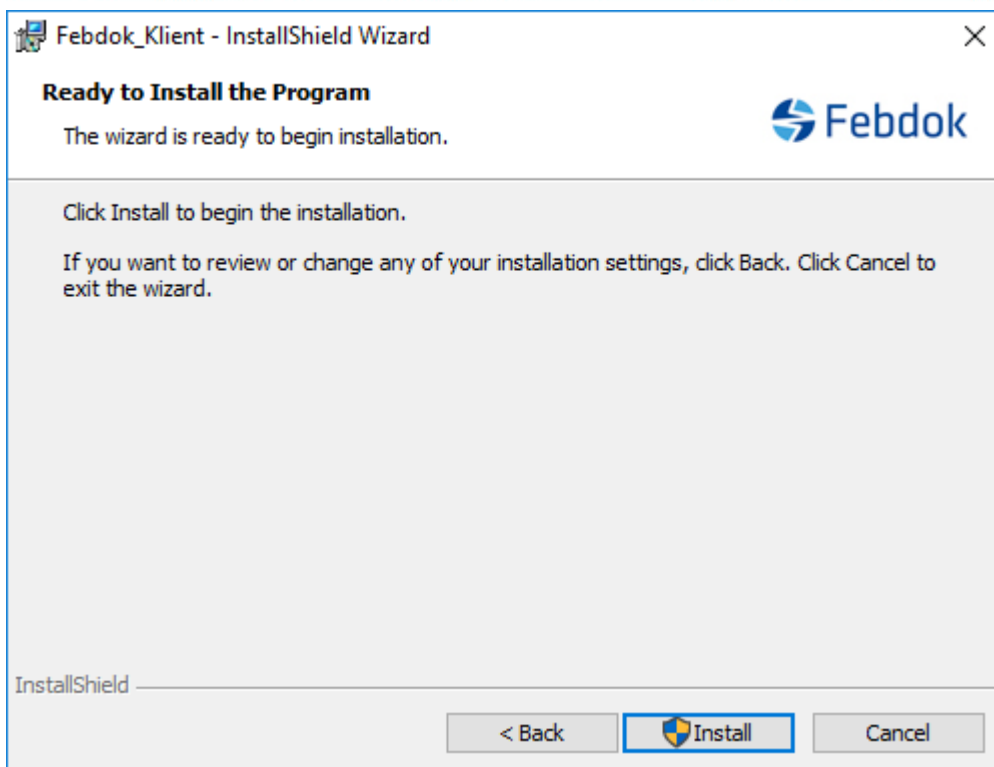 Febdok_Klient - InstallShield Wizard
Ready to Install the Program
The wizard is ready to begin installation.
Febdok
Click Install to begin the installation.
If you want to review or change any of your installation settings, click Back. Click Cancel to
exit the wizard.
InstallShield
< Back
Install
Cancel